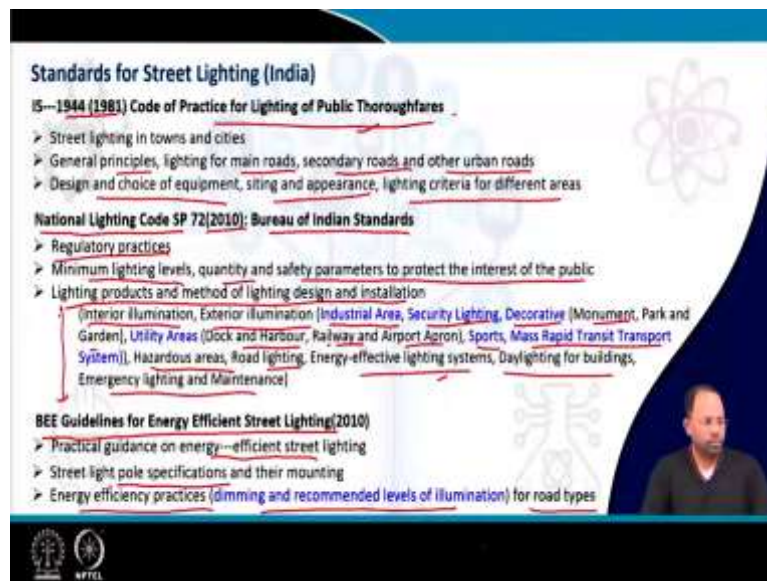 Standards for Street Lighting (India)
IS---1944 (1981) Code of Practice for Lighting of Public Thoroughfares
➢ Street lighting in towns and cities
➢ General principles, lighting for main roads, secondary roads and other urban roads
➢ Design and choice of equipment, siting and appearance, lighting criteria for different areas
National Lighting Code SP 72(2010): Bureau of Indian Standards
➢ Regulatory practices
➢ Minimum lighting levels, quantity and safety parameters to protect the interest of the public
➢ Lighting products and method of lighting design and installation
(Interior illumination, Exterior illumination (Industrial Area, Security Lighting, Decorative (Monument, Park and
Garden), Utility Areas (Dock and Harbour, Railway and Airport Apron), Sports, Mass Rapid Transit Transport
System)), Hazardous areas, Road lighting, Energy-effective lighting systems, Daylighting for buildings,
Emergency lighting and Maintenance)
BEE Guidelines for Energy Efficient Street Lighting(2010)
➢ Practical guidance on energy---efficient street lighting
➢ Street light pole specifications and their mounting
➢ Energy efficiency practices (dimming and recommended levels of illumination) for road types
NPTEL